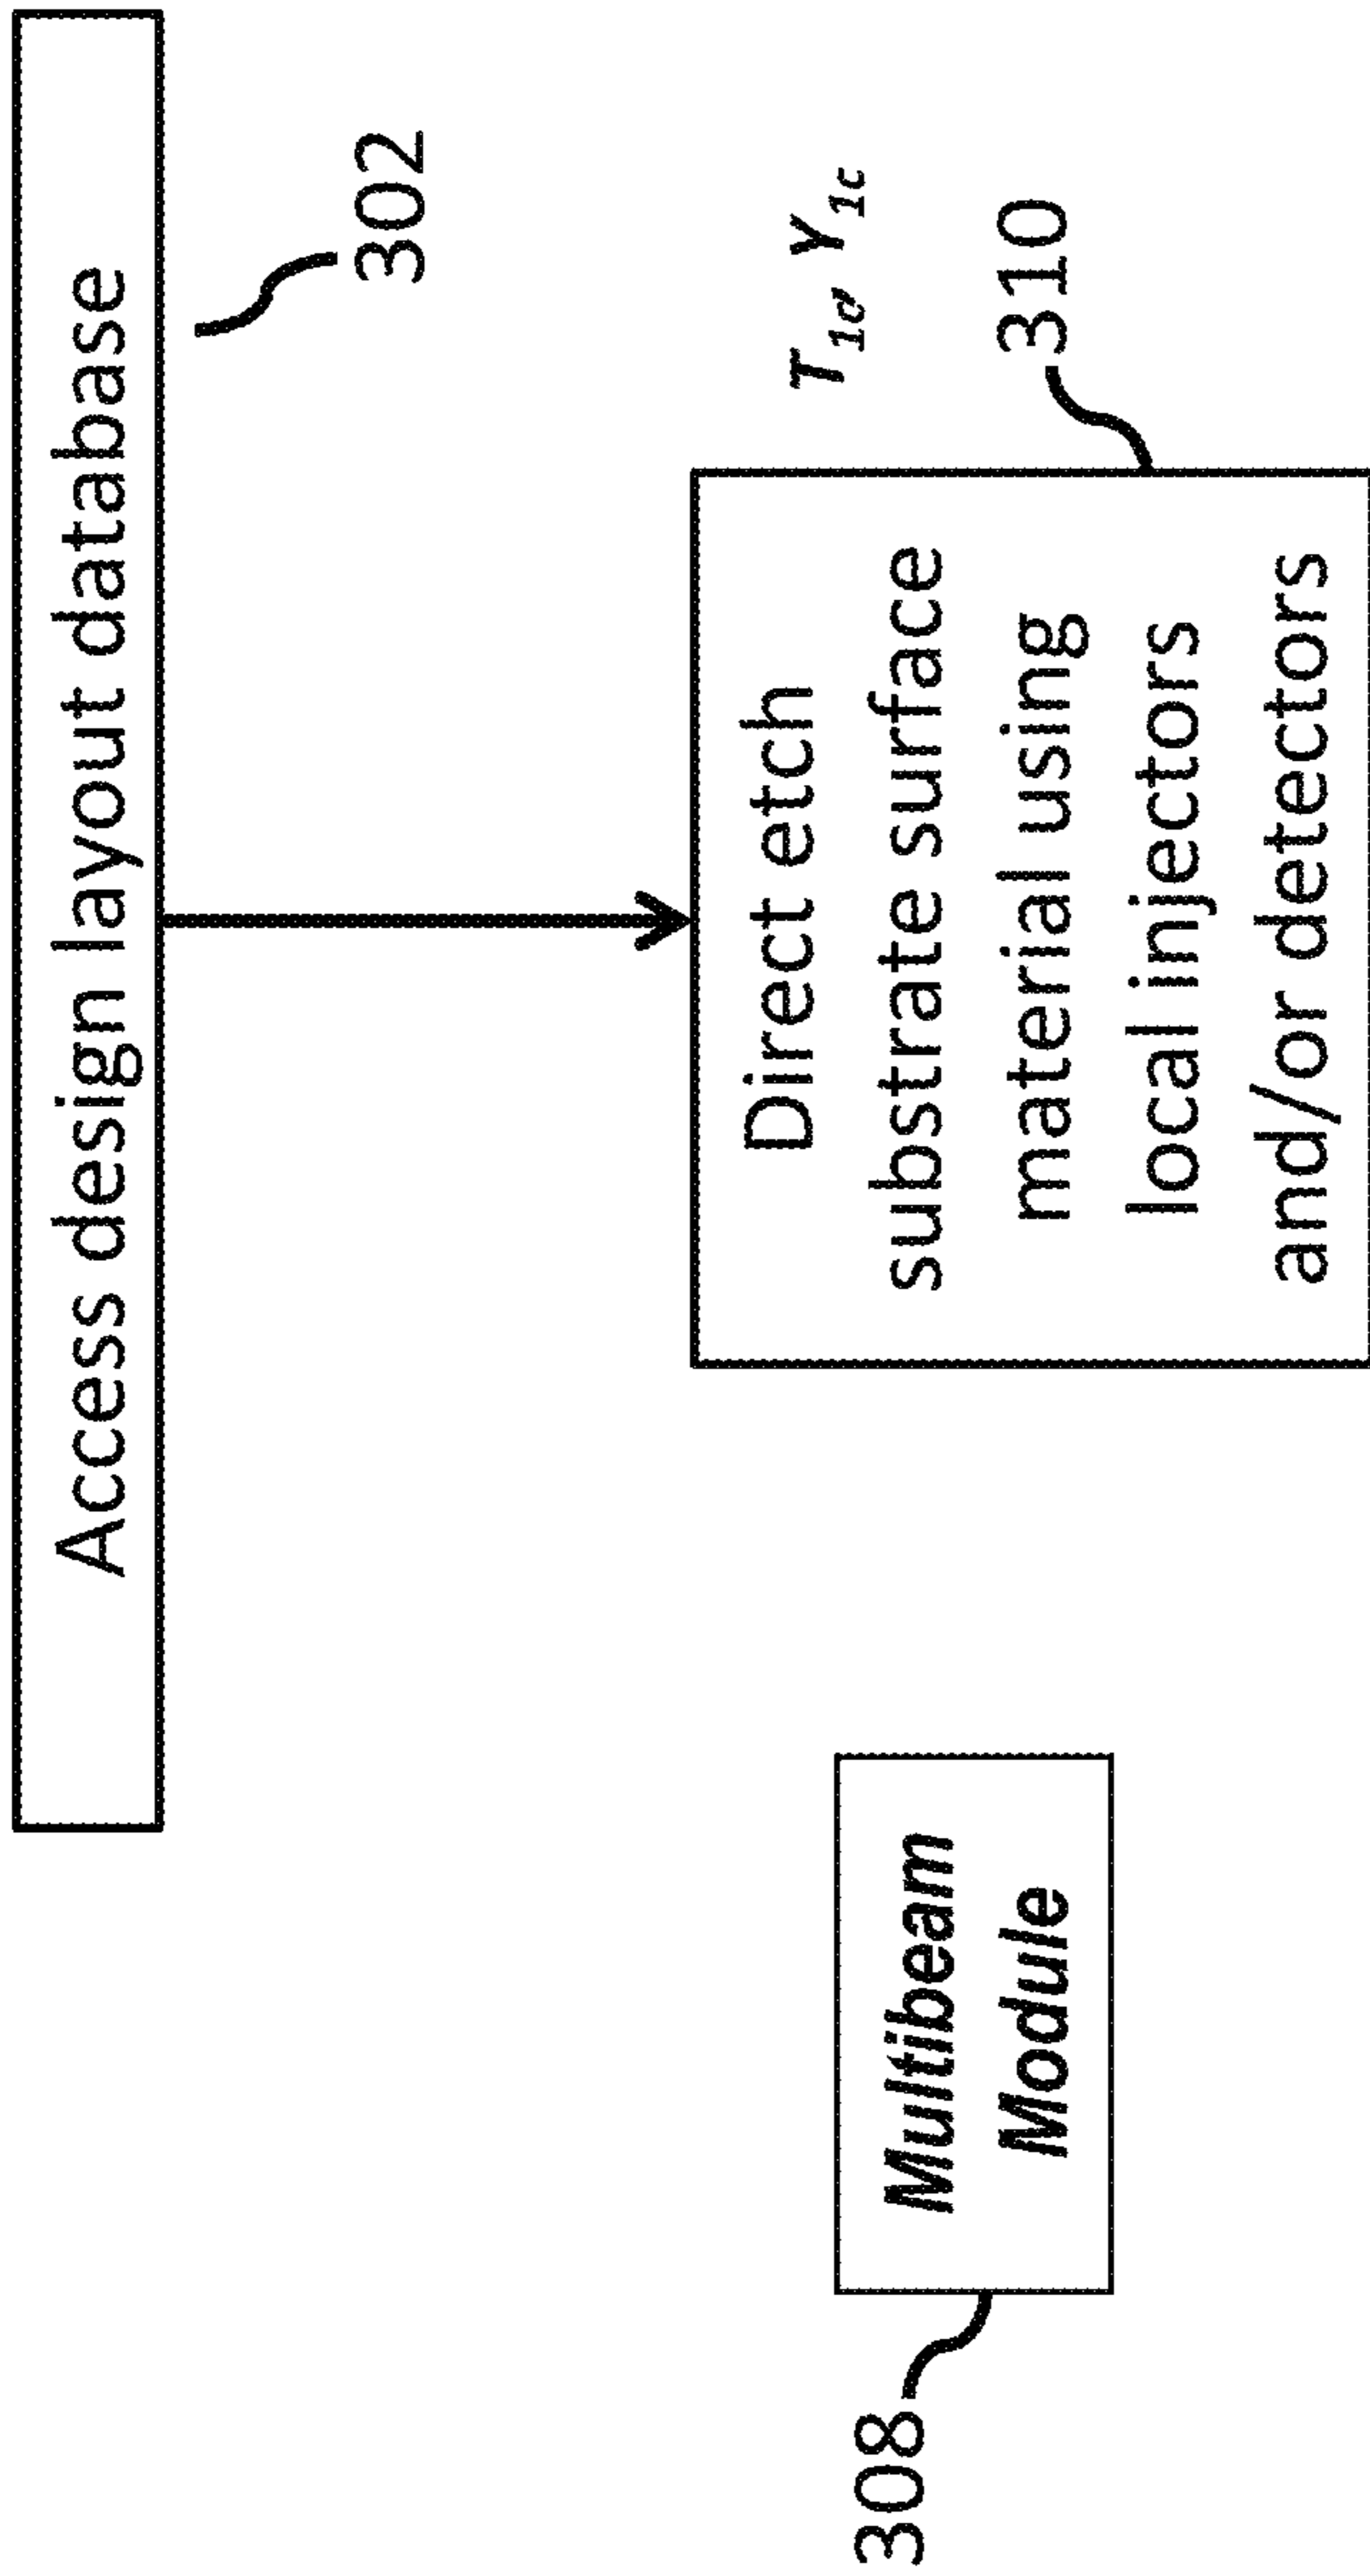 Access design layout database
302
T1d, Y1c
310
Direct etch
substrate surface
material using
local injectors
and/or detectors
Multibeam
Module
308